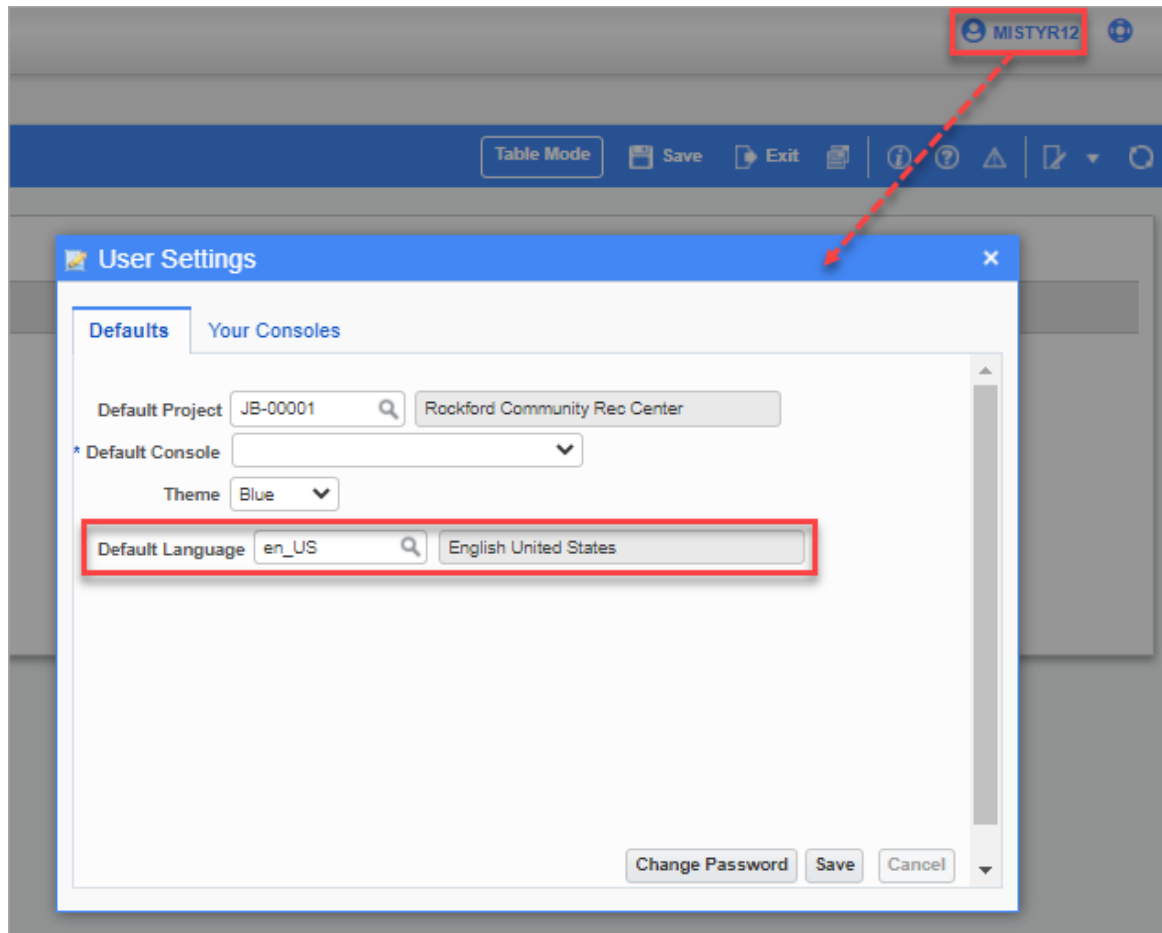 MISTYR12
Table Mode Save Exit
User Settings
Defaults Your Consoles
Default Project JB-00001 Rockford Community Rec Center
* Default Console
Theme Blue
Default Language en_US English United States
Change Password Save Cancel